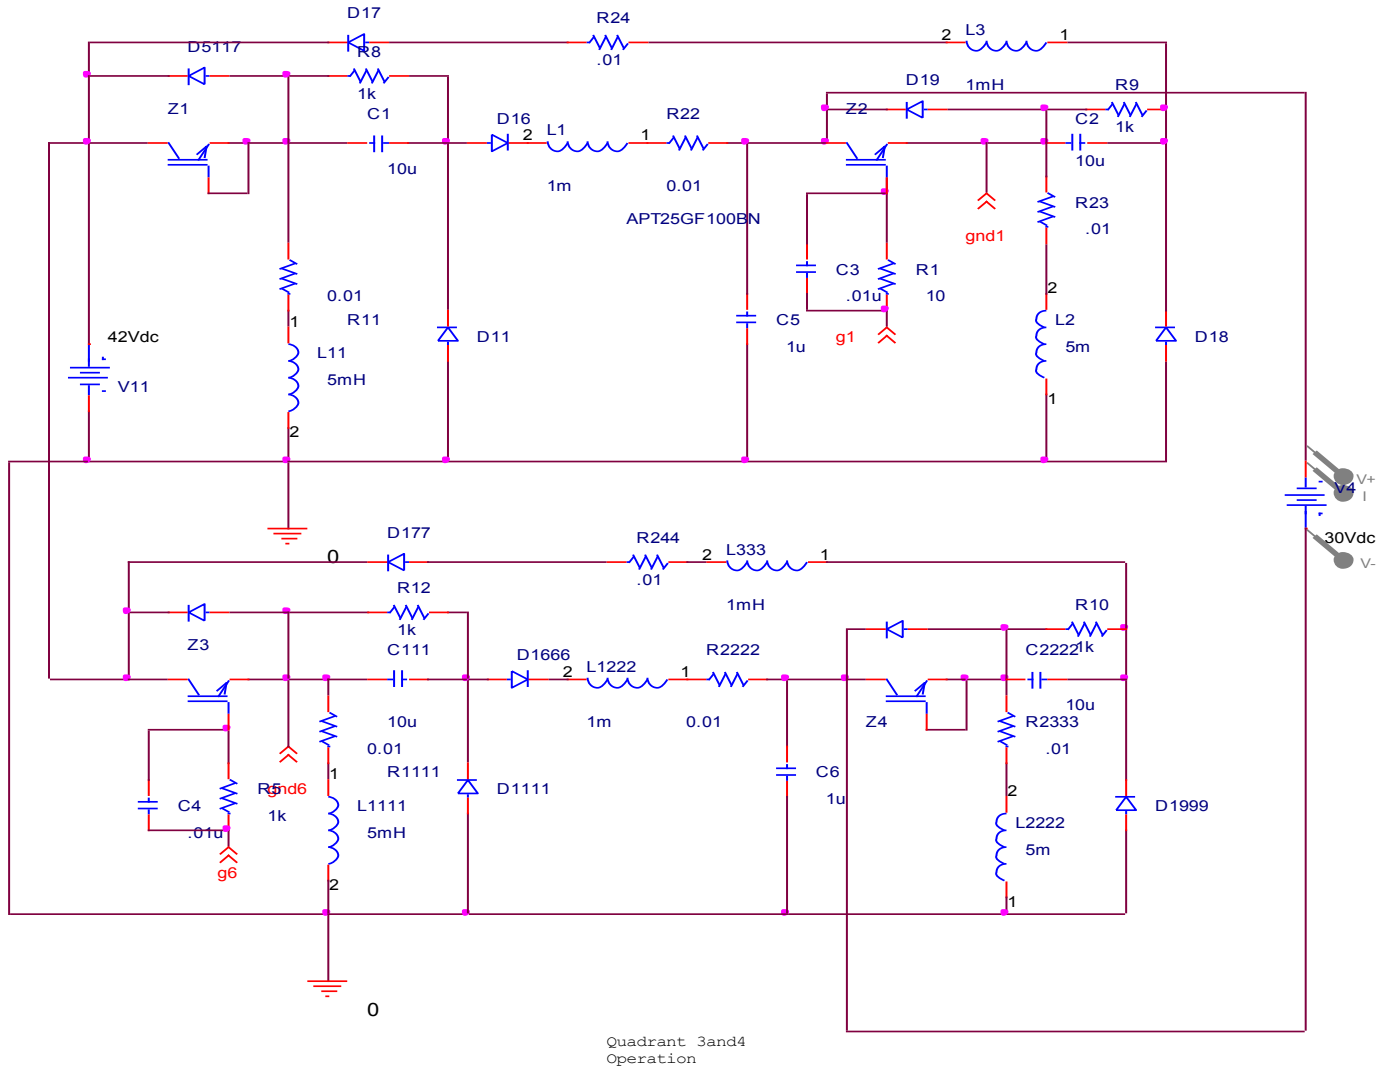 D17
R24
.01
2
L3
1
1mH
D5117
R8
1k
D19
R9
1k
Z1
C1
10u
D16
2
L1
1
1m
R22
0.01
APT25GF100BN
Z2
C2
10u
gnd1
R23
.01
C3
.01u
R1
10
g1
0.01
R11
1
L11
5mH
2
D11
C5
1u
2
L2
5m
1
D18
42Vdc
V11
V+
I
V4
30Vdc
V-
0
D177
R244
.01
2
L333
1
1mH
R12
1k
R10
1k
Z3
C111
10u
D1666
2
L1222
1
1m
R2222
0.01
Z4
C2222
10u
R2333
.01
gnd6
0.01
R1111
C4
.01u
R5
1k
g6
1
L1111
5mH
2
D1111
C6
1u
2
L2222
5m
1
D1999
0
Quadrant 3and4
Operation